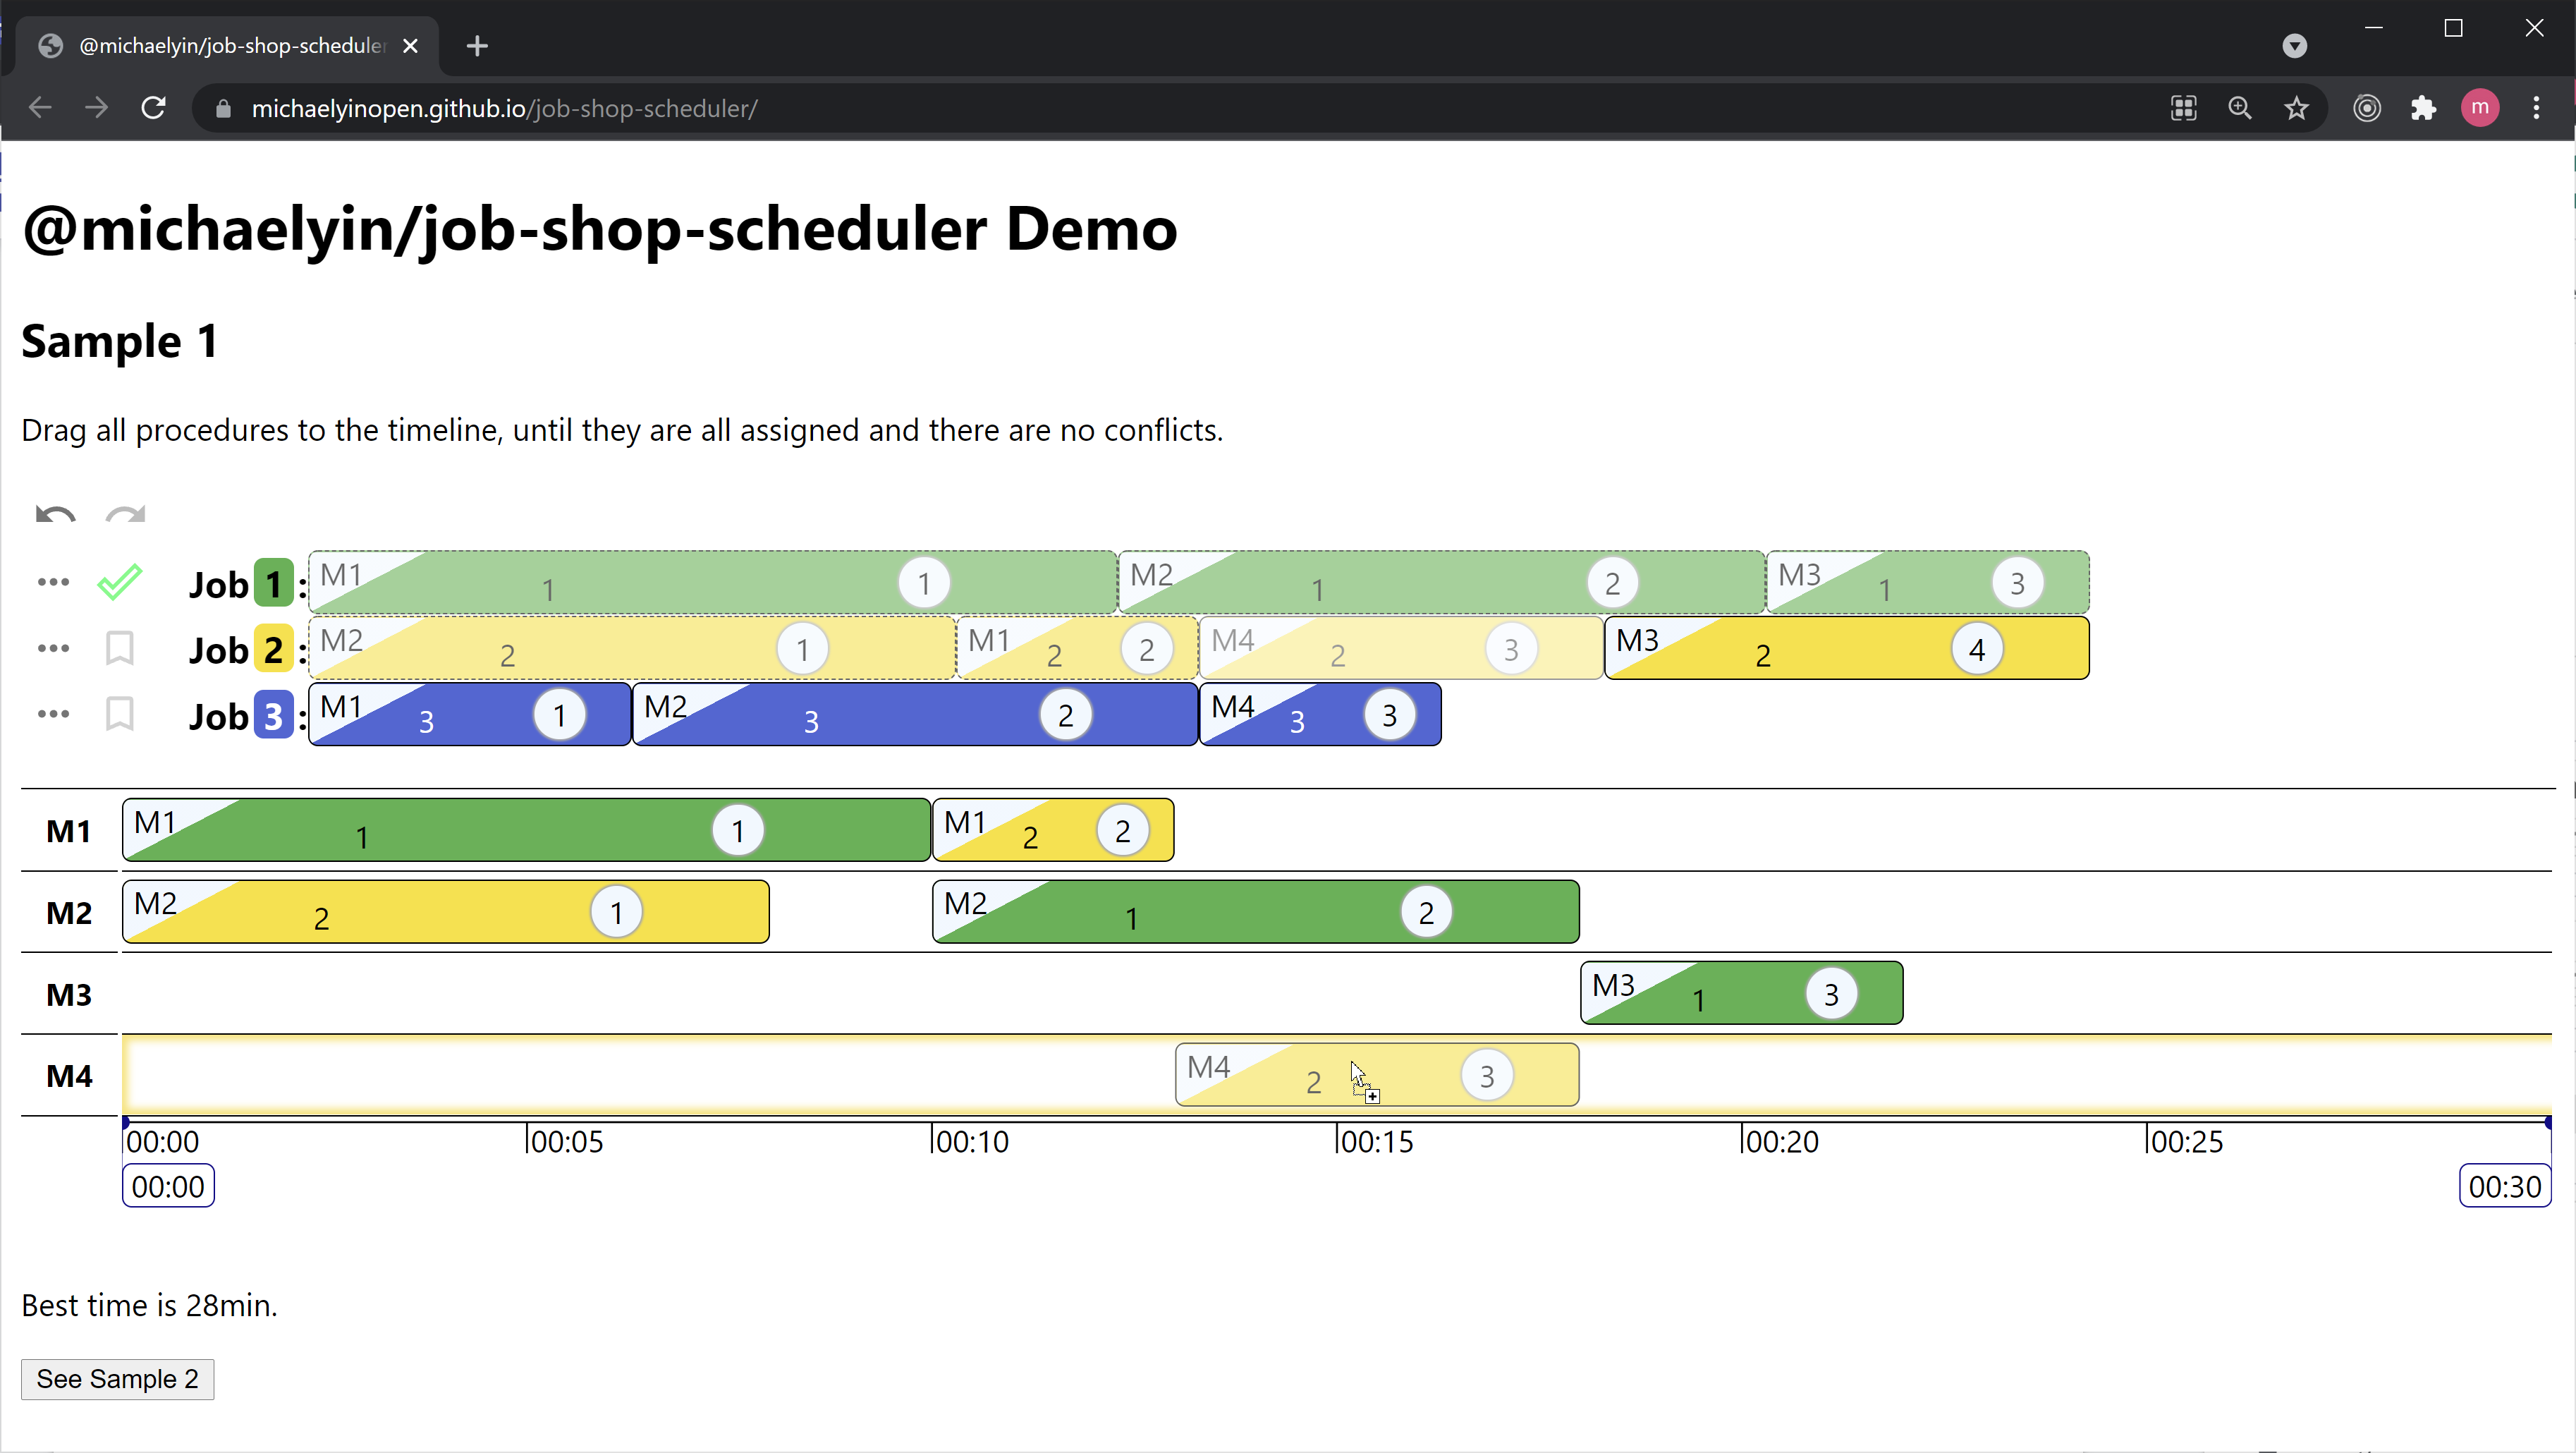 @michaelyin/job-shop-scheduler
m
michaelyinopen.github.io/job-shop-scheduler/
@michaelyin/job-shop-scheduler Demo
Sample 1
Drag all procedures to the timeline, until they are all assigned and there are no conflicts.
Job 1 : M1 1 1 M2 1 2 M3 1 3
Job 2 : M2 2 1 M1 2 2 M4 2 3 M3 2 4
Job 3 : M1 3 1 M2 3 2 M4 3 3
M1 M1 1 1 M1 2 2
M2 M2 2 1 M2 1 2
M3 M3 1 3
M4 M4 2 3
00:00 00:05 00:10 00:15 00:20 00:25
00:00 00:30
Best time is 28min.
See Sample 2